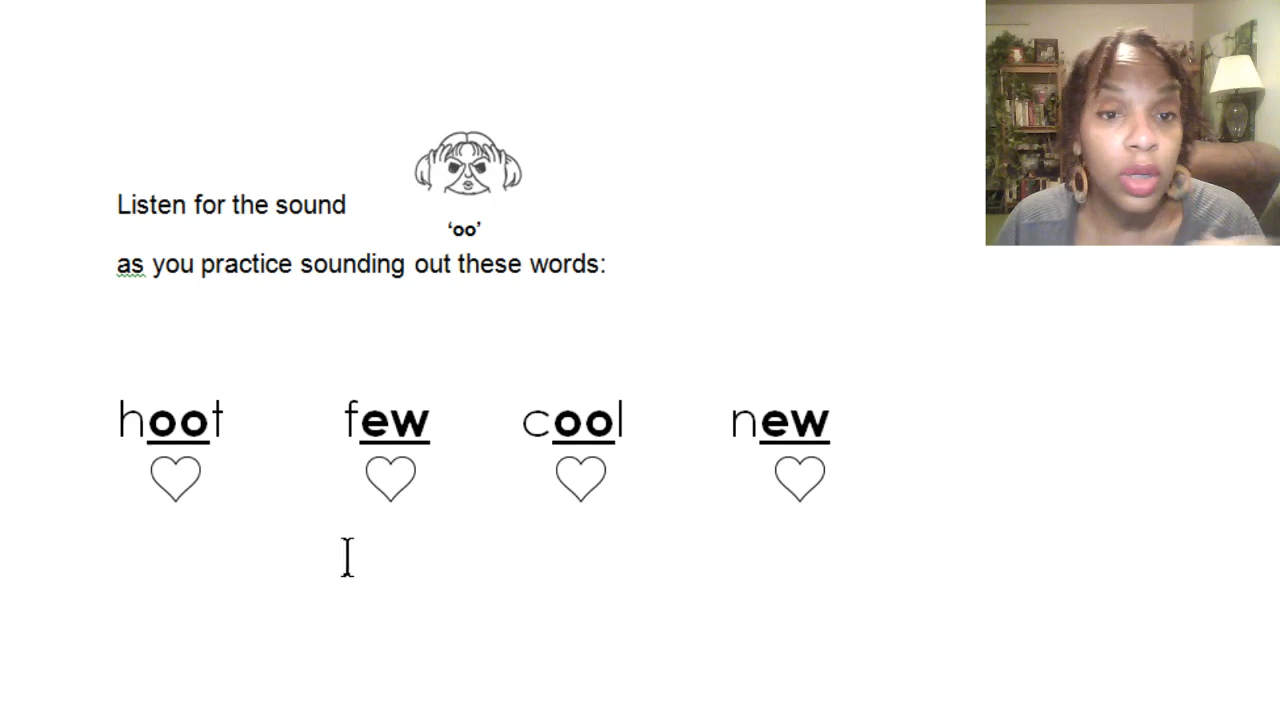 Listen for the sound
‘oo’
as you practice sounding out these words:
hoot few cool new